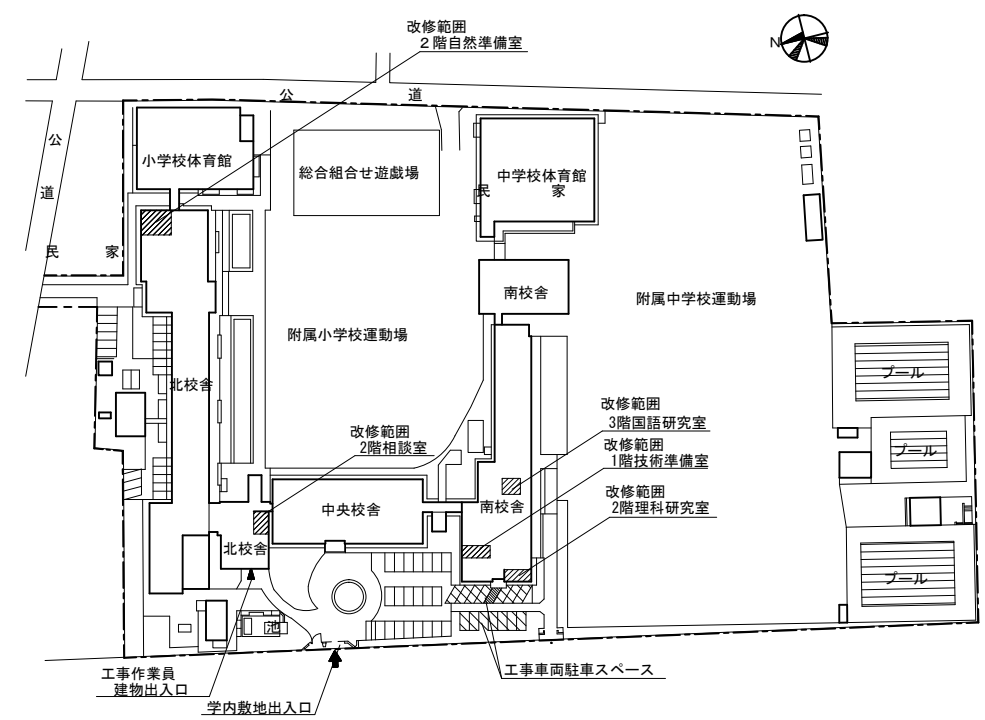 改修範囲
２階自然準備室
N
公 道
公
道
民 家
小学校体育館
総合組合せ遊戯場
中学校体育館
民 家
南校舎
附属小学校運動場
附属中学校運動場
プール
北校舎
改修範囲
2階相談室
改修範囲
3階国語研究室
改修範囲
1階技術準備室
改修範囲
2階理科研究室
プール
中央校舎
南校舎
北校舎
プール
池
工事作業員
建物出入口
学内敷地出入口
工事車両駐車スペース